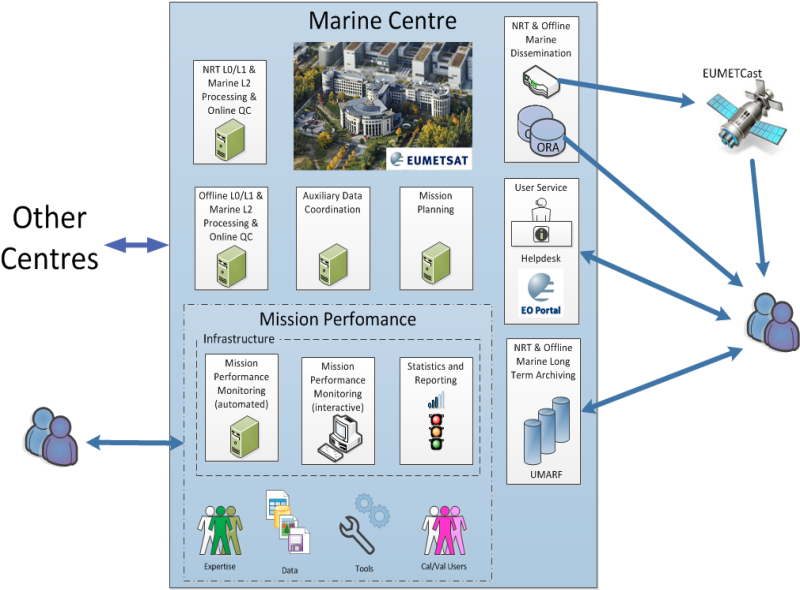 Marine Centre
NRT & Offline
Marine
Dissemination
ORA
EUMETCast
NRT L0/L1 &
Marine L2
Processing &
Online QC
EUMETSAT
Other
Centres
Offline L0/L1 &
Marine L2
Processing &
Online QC
Auxiliary Data
Coordination
Mission
Planning
User Service
Helpdesk
EO Portal
Mission Perfomance
Infrastructure
Mission
Performance
Monitoring
(automated)
Mission
Performance
Monitoring
(interactive)
Statistics and
Reporting
NRT & Offline
Marine Long
Term Archiving
UMARF
Expertise
Data
Tools
Cal/Val Users